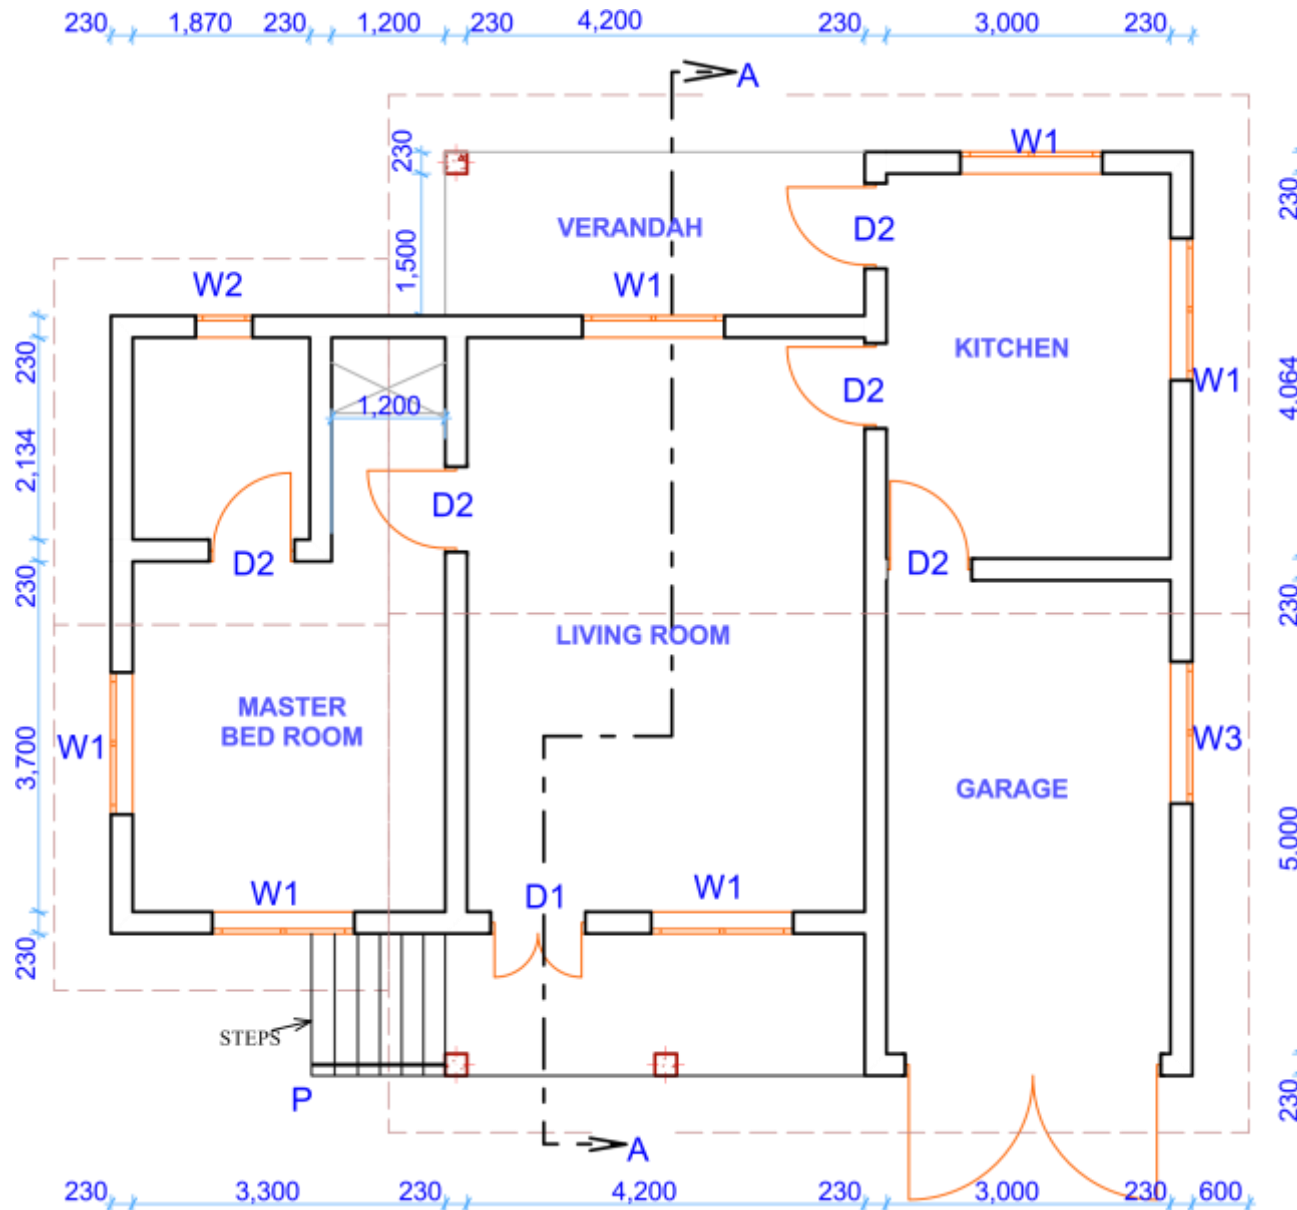 230 1,870 230 1,200 230 4,200 230 3,000 230
A
W1
230
230
VERANDAH
D2
1,500
W2
W1
KITCHEN
230
D2
W1
4.064
1,200
2,134
D2
D2
D2
230
230
LIVING ROOM
MASTER
BED ROOM
W1
3,700
W3
GARAGE
5.000
W1
D1
W1
230
STEPS
P
230
A
230 3,300 230 4,200 230 3,000 230 600